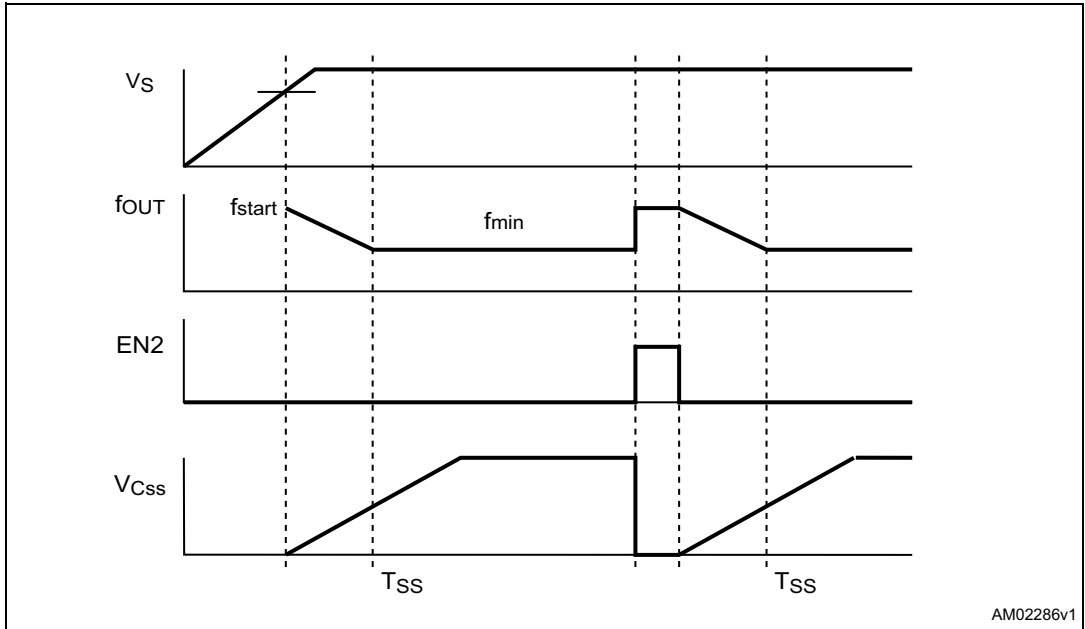 VS
fOUT
fstart
fmin
EN2
VCss
TSS
TSS
AM02286v1